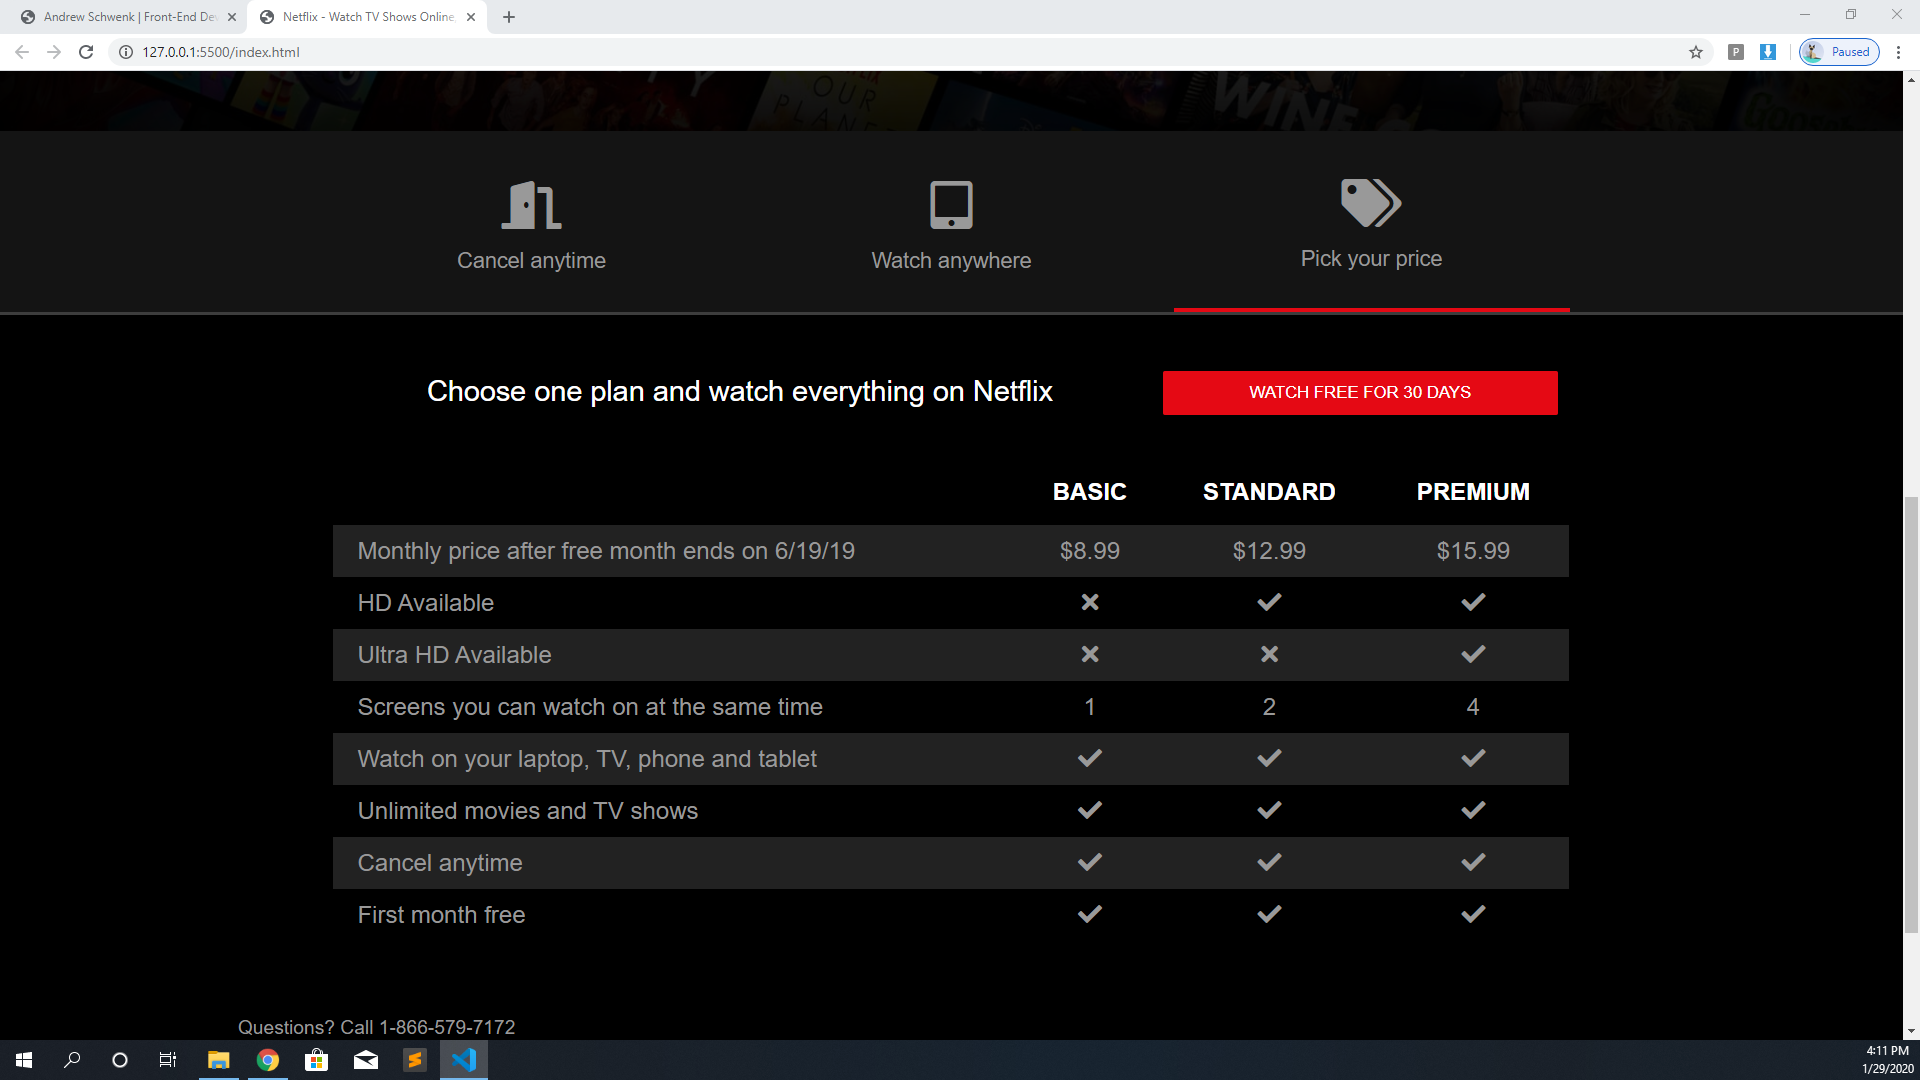 Andrew Schwenk | Front-End Dev
Netflix - Watch TV Shows Online,
127.0.0.1:5500/index.html
P
Paused
OUR
WINE
Cancel anytime
Watch anywhere
Pick your price
Choose one plan and watch everything on Netflix
WATCH FREE FOR 30 DAYS
BASIC STANDARD PREMIUM
Monthly price after free month ends on 6/19/19 $8.99 $12.99 $15.99
HD Available
Ultra HD Available
Screens you can watch on at the same time 1 2 4
Watch on your laptop, TV, phone and tablet
Unlimited movies and TV shows
Cancel anytime
First month free
Questions? Call 1-866-579-7172
4:11 PM
1/29/2020